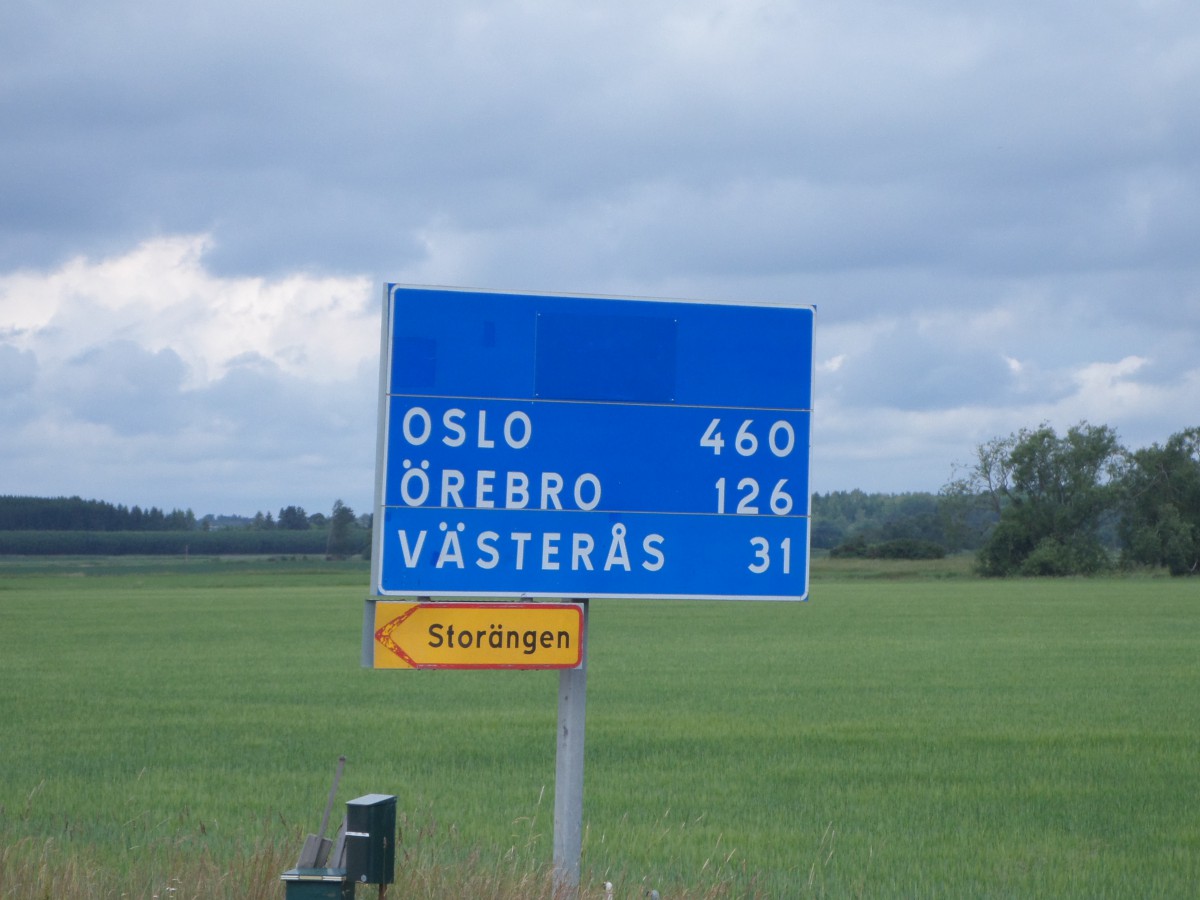 OSLO 460
ÖREBRO 126
VÄSTERÅS 31
Storängen